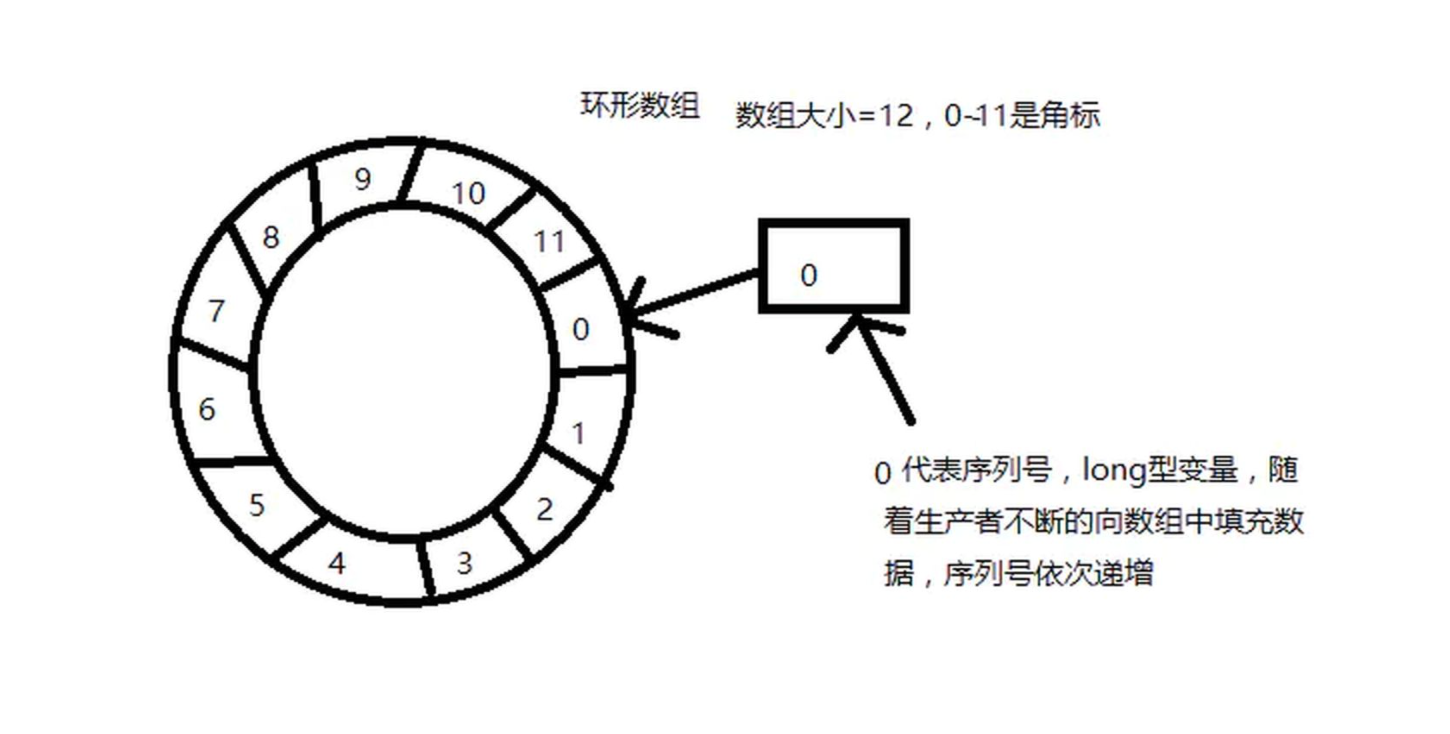 环形数组
数组大小=12，0-11是角标
9
10
8
11
7
0
0
6
1
5
2
4
3
0 代表序列号，long型变量，随
着生产者不断的向数组中填充数
据，序列号依次递增